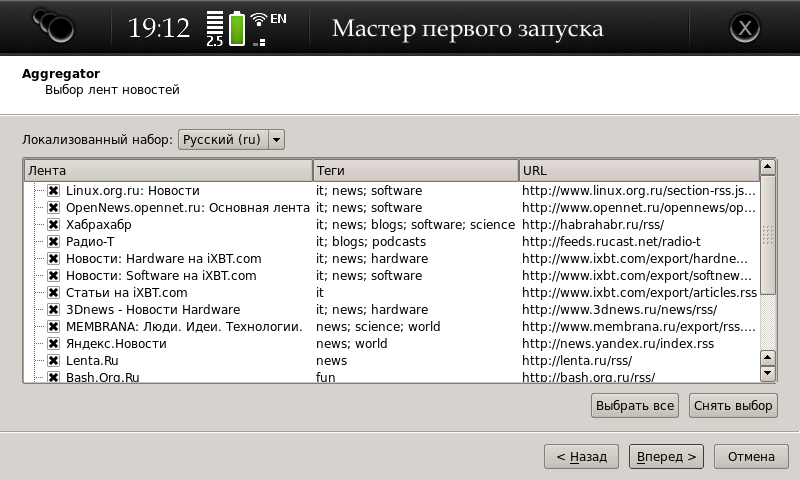 19:12 2.5 EN Мастер первого запуска X
Aggregator
Выбор лент новостей
Локализованный набор: Русский (ru)
Лента Теги URL
Linux.org.ru: Новости it; news; software http://www.linux.org.ru/section-rss.js...
OpenNews.opennet.ru: Основная лента it; news; software http://www.opennet.ru/opennews/op...
Хабрахабр it; news; blogs; software; science http://habrahabr.ru/rss/
Радио-Т it; blogs; podcasts http://feeds.rucast.net/radio-t
Новости: Hardware на iXBT.com it; news; hardware http://www.ixbt.com/export/hardne...
Новости: Software на iXBT.com it; news; software http://www.ixbt.com/export/softnew...
Статьи на iXBT.com it http://www.ixbt.com/export/articles.rss
3Dnews - Новости Hardware it; news; hardware http://www.3dnews.ru/news/rss/
MEMBRANA: Люди. Идеи. Технологии. news; science; world http://www.membrana.ru/export/rss....
Яндекс.Новости news; world http://news.yandex.ru/index.rss
Lenta.Ru news http://lenta.ru/rss/
Bash.Org.Ru fun http://bash.org.ru/rss/
Выбрать все Снять выбор
< Назад Вперед > Отмена